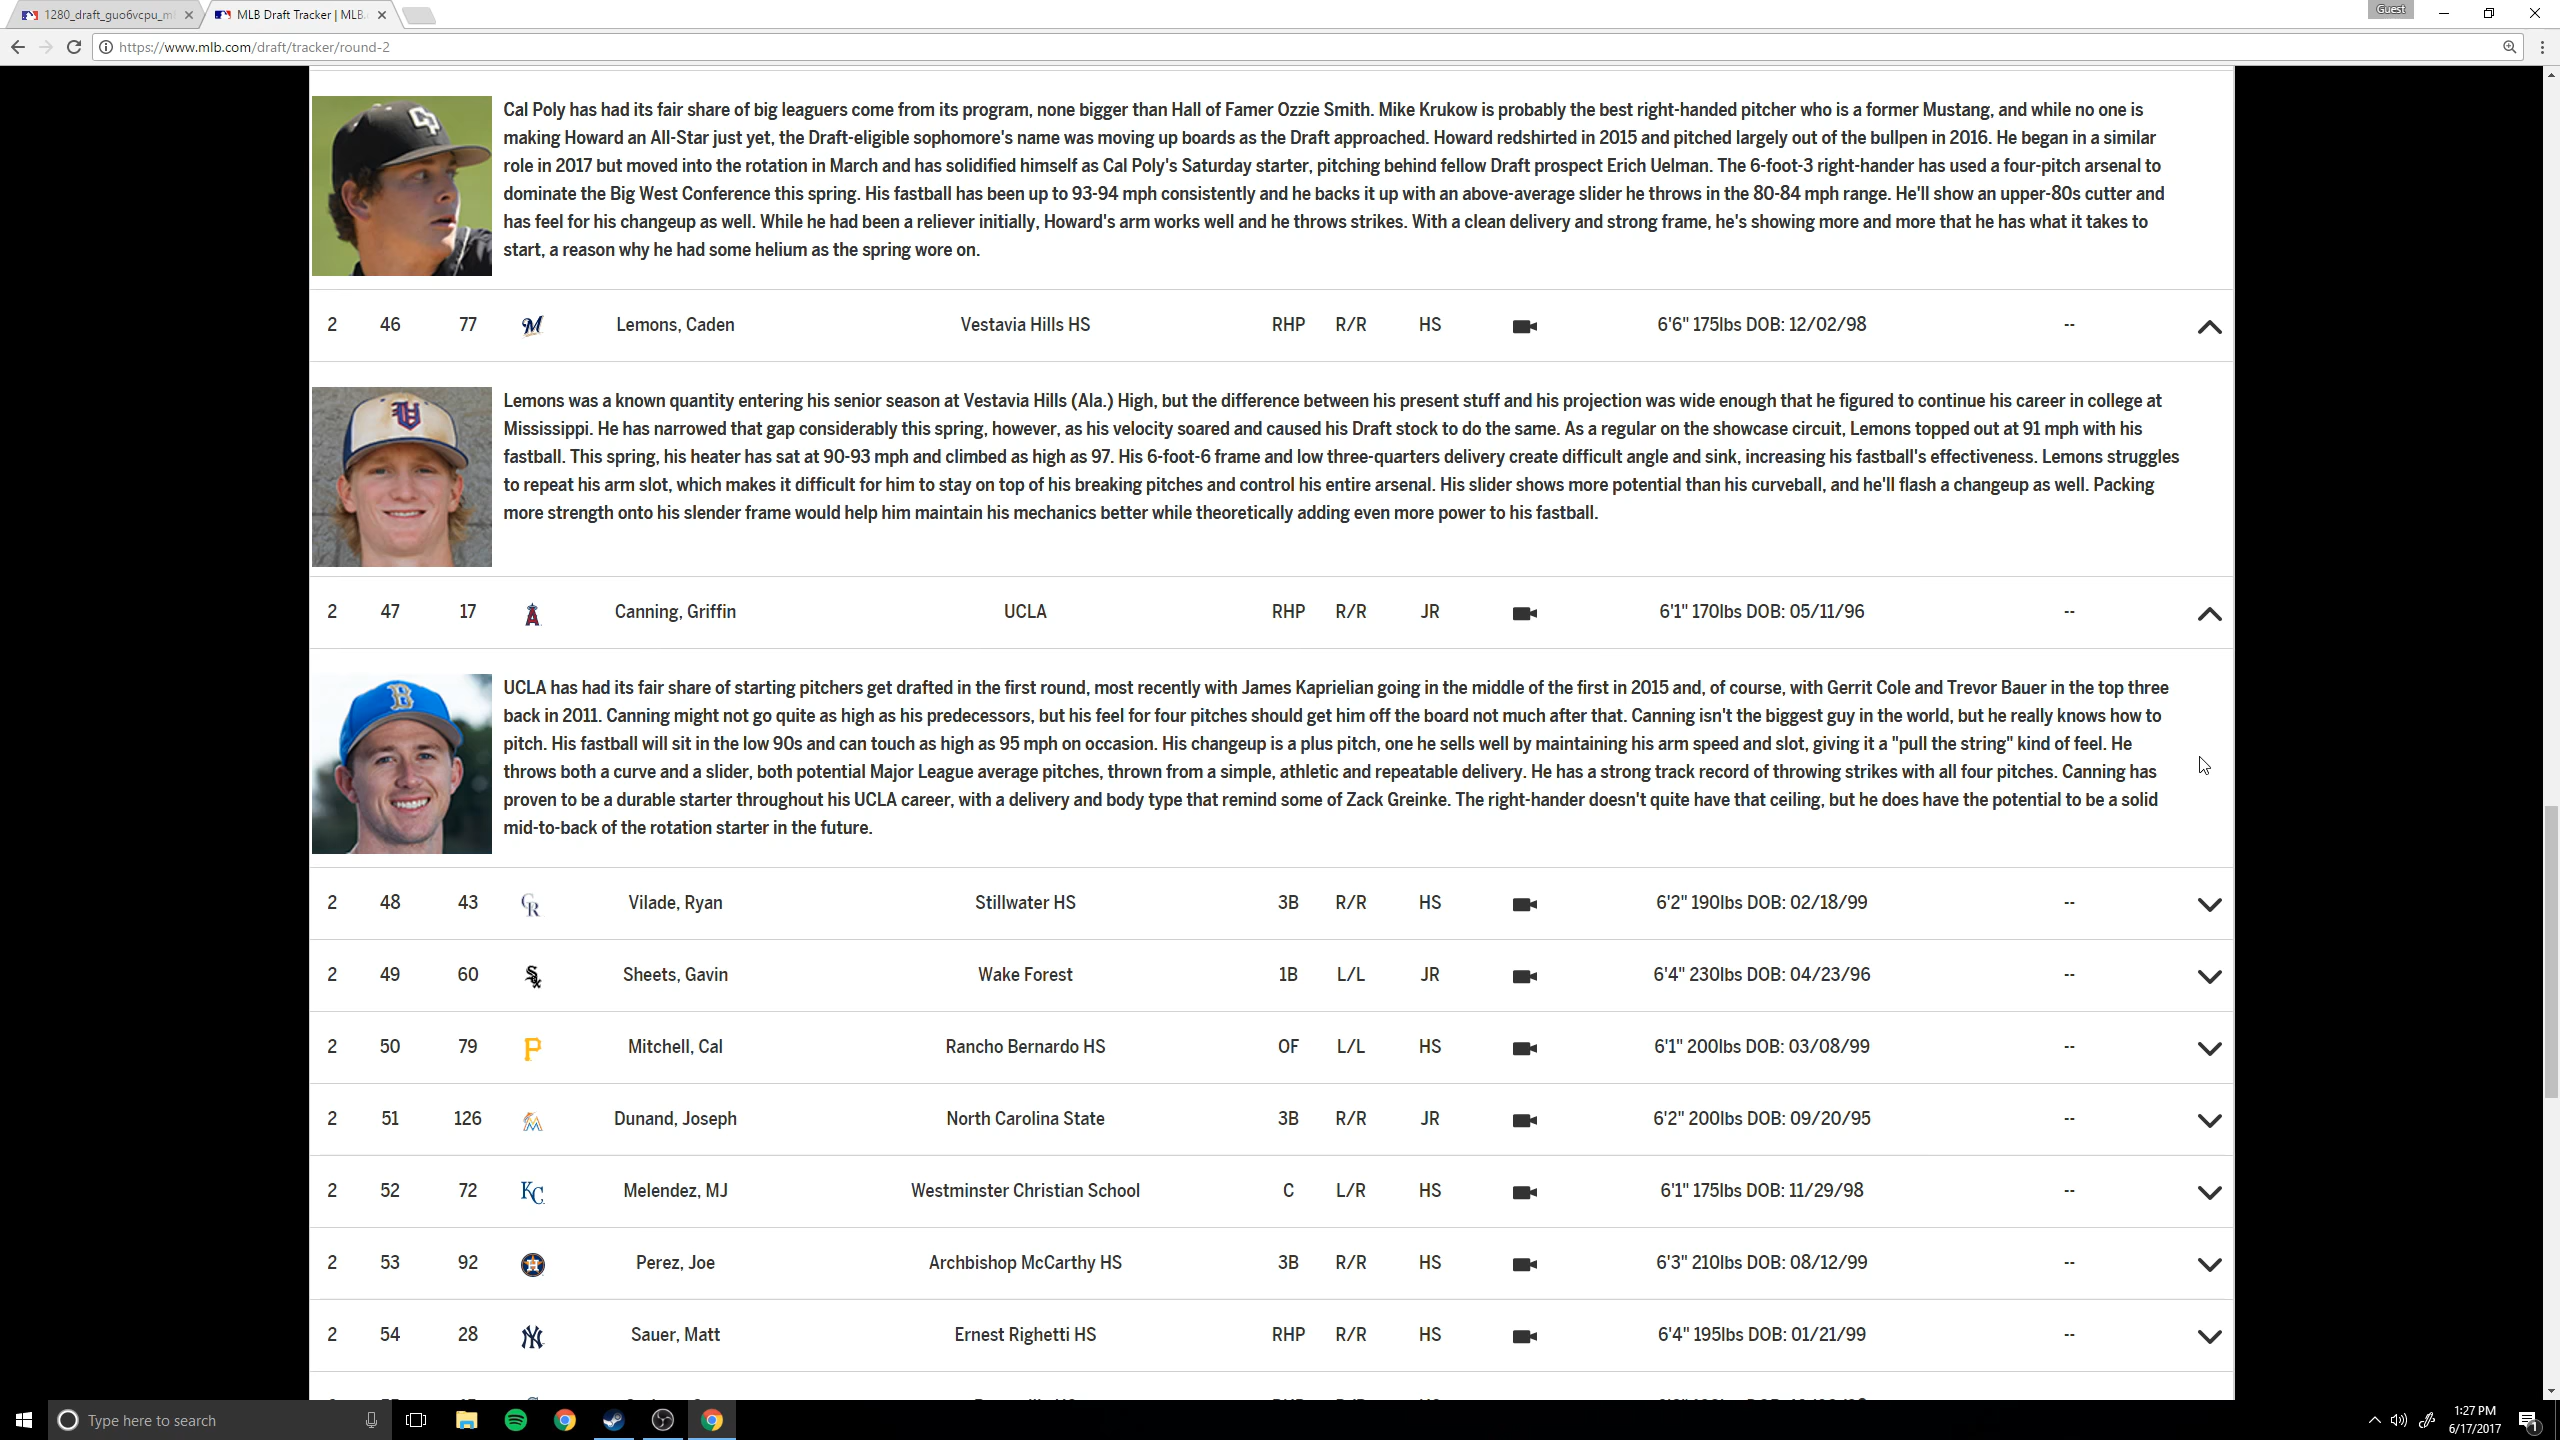 1280_draft_guo6vcpu_m
MLB Draft Tracker | MLB.
Guest
https://www.mlb.com/draft/tracker/round-2
Cal Poly has had its fair share of big leaguers come from its program, none bigger than Hall of Famer Ozzie Smith. Mike Krukow is probably the best right-handed pitcher who is a former Mustang, and while no one is
making Howard an All-Star just yet, the Draft-eligible sophomore's name was moving up boards as the Draft approached. Howard redshirted in 2015 and pitched largely out of the bullpen in 2016. He began in a similar
role in 2017 but moved into the rotation in March and has solidified himself as Cal Poly's Saturday starter, pitching behind fellow Draft prospect Erich Uelman. The 6-foot-3 right-hander has used a four-pitch arsenal to
dominate the Big West Conference this spring. His fastball has been up to 93-94 mph consistently and he backs it up with an above-average slider he throws in the 80-84 mph range. He'll show an upper-80s cutter and
has feel for his changeup as well. While he had been a reliever initially, Howard's arm works well and he throws strikes. With a clean delivery and strong frame, he's showing more and more that he has what it takes to
start, a reason why he had some helium as the spring wore on.
2 46 77 M Lemons, Caden Vestavia Hills HS RHP R/R HS 6'6" 175lbs DOB: 12/02/98 --
Lemons was a known quantity entering his senior season at Vestavia Hills (Ala.) High, but the difference between his present stuff and his projection was wide enough that he figured to continue his career in college at
Mississippi. He has narrowed that gap considerably this spring, however, as his velocity soared and caused his Draft stock to do the same. As a regular on the showcase circuit, Lemons topped out at 91 mph with his
fastball. This spring, his heater has sat at 90-93 mph and climbed as high as 97. His 6-foot-6 frame and low three-quarters delivery create difficult angle and sink, increasing his fastball's effectiveness. Lemons struggles
to repeat his arm slot, which makes it difficult for him to stay on top of his breaking pitches and control his entire arsenal. His slider shows more potential than his curveball, and he'll flash a changeup as well. Packing
more strength onto his slender frame would help him maintain his mechanics better while theoretically adding even more power to his fastball.
2 47 17 A Canning, Griffin UCLA RHP R/R JR 6'1" 170lbs DOB: 05/11/96 --
UCLA has had its fair share of starting pitchers get drafted in the first round, most recently with James Kaprielian going in the middle of the first in 2015 and, of course, with Gerrit Cole and Trevor Bauer in the top three
back in 2011. Canning might not go quite as high as his predecessors, but his feel for four pitches should get him off the board not much after that. Canning isn't the biggest guy in the world, but he really knows how to
pitch. His fastball will sit in the low 90s and can touch as high as 95 mph on occasion. His changeup is a plus pitch, one he sells well by maintaining his arm speed and slot, giving it a "pull the string" kind of feel. He
throws both a curve and a slider, both potential Major League average pitches, thrown from a simple, athletic and repeatable delivery. He has a strong track record of throwing strikes with all four pitches. Canning has
proven to be a durable starter throughout his UCLA career, with a delivery and body type that remind some of Zack Greinke. The right-hander doesn't quite have that ceiling, but he does have the potential to be a solid
mid-to-back of the rotation starter in the future.
2 48 43 CR Vilade, Ryan Stillwater HS 3B R/R HS 6'2" 190lbs DOB: 02/18/99 --
2 49 60 Sox Sheets, Gavin Wake Forest 1B L/L JR 6'4" 230lbs DOB: 04/23/96 --
2 50 79 P Mitchell, Cal Rancho Bernardo HS OF L/L HS 6'1" 200lbs DOB: 03/08/99 --
2 51 126 M Dunand, Joseph North Carolina State 3B R/R JR 6'2" 200lbs DOB: 09/20/95 --
2 52 72 KC Melendez, MJ Westminster Christian School C L/R HS 6'1" 175lbs DOB: 11/29/98 --
2 53 92 H Perez, Joe Archbishop McCarthy HS 3B R/R HS 6'3" 210lbs DOB: 08/12/99 --
2 54 28 NY Sauer, Matt Ernest Righetti HS RHP R/R HS 6'4" 195lbs DOB: 01/21/99 --
Type here to search
1:27 PM
6/17/2017
1